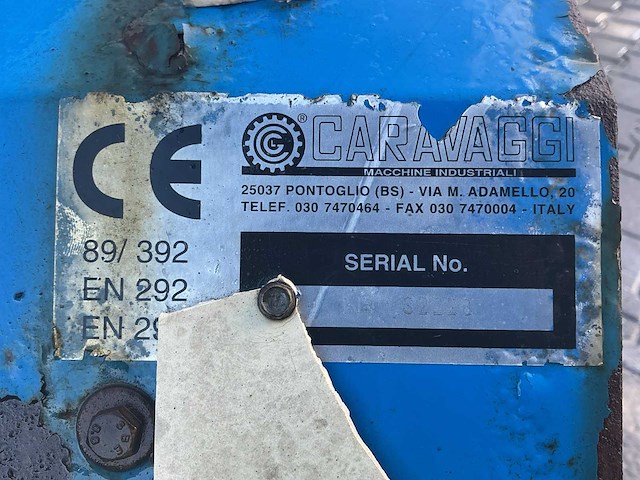 CE
® CARAVAGGI
MACCHINE INDUSTRIALI
25037 PONTOGLIO (BS) - VIA M. ADAMELLO, 20
TELEF. 030 7470464 - FAX 030 7470004 - ITALY
89/ 392
EN 292
EN
SERIAL No.